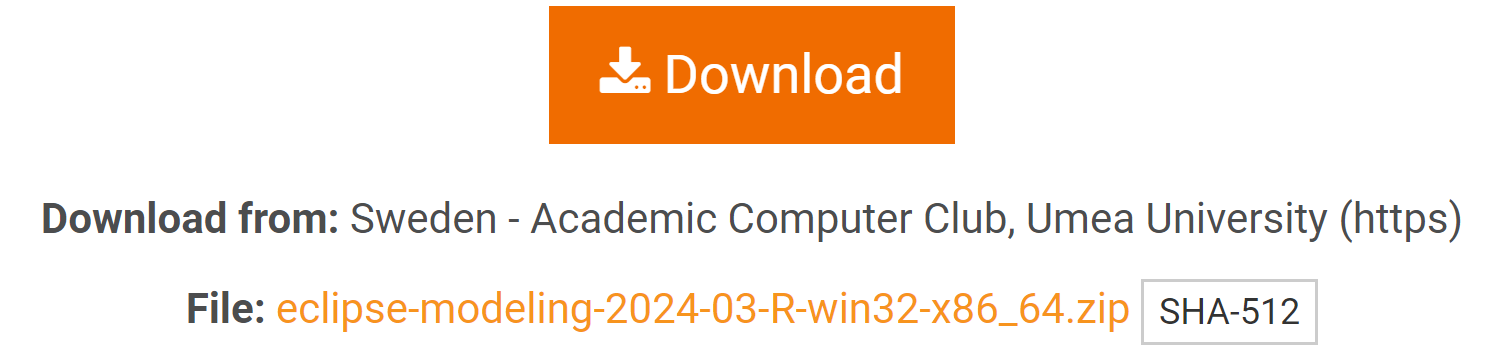 Download
Download from: Sweden - Academic Computer Club, Umea University (https)
File: eclipse-modeling-2024-03-R-win32-x86_64.zip SHA-512